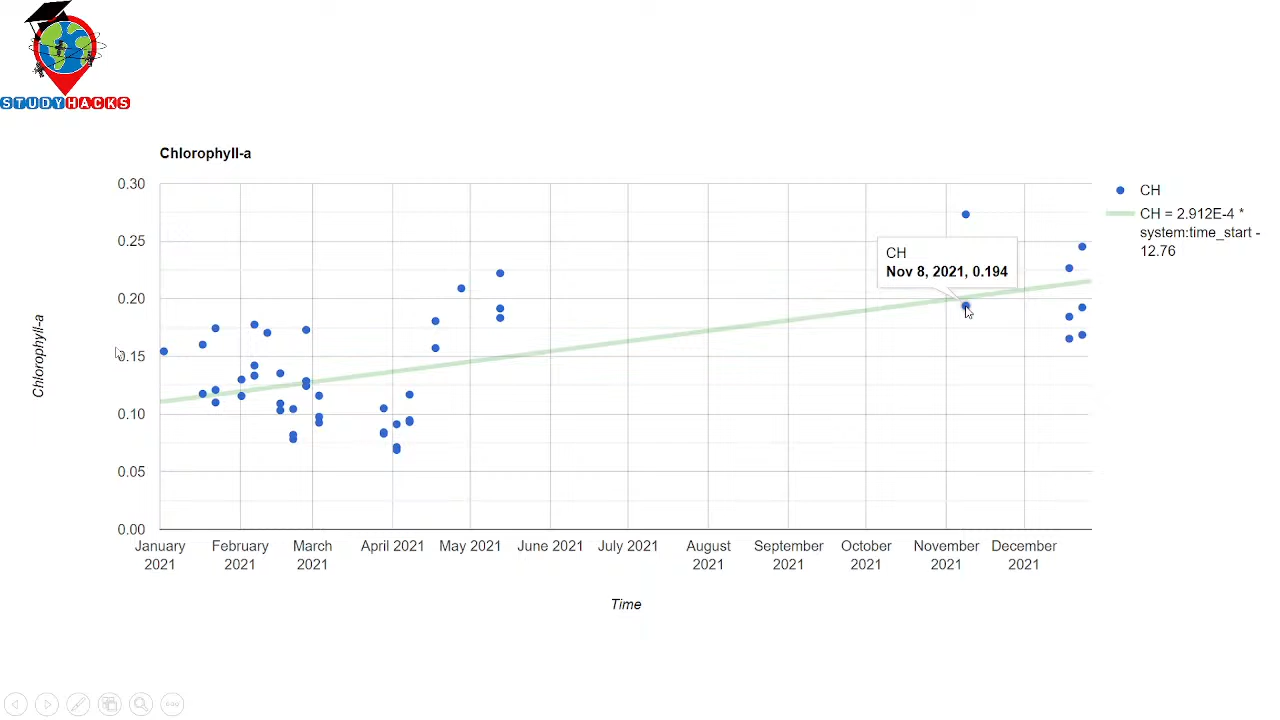 STUDYHACKS
Chlorophyll-a
0.30
0.25
0.20
0.15
0.10
0.05
0.00
Chlorophyll-a
CH
CH = 2.912E-4 *
system:time_start -
12.76
CH
Nov 8, 2021, 0.194
January
2021
February
2021
March
2021
April 2021
May 2021
June 2021
July 2021
August
2021
September
2021
October
2021
November
2021
December
2021
Time